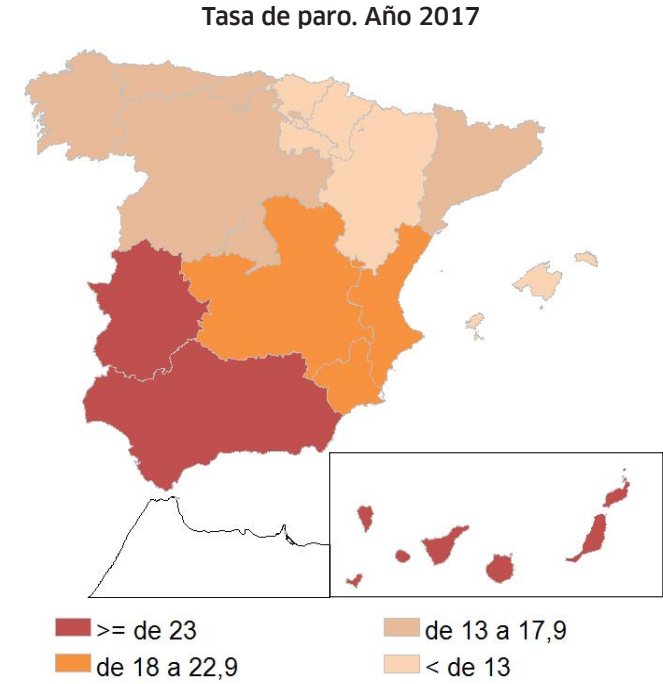 Tasa de paro. Año 2017
>= de 23
de 18 a 22,9
de 13 a 17,9
< de 13